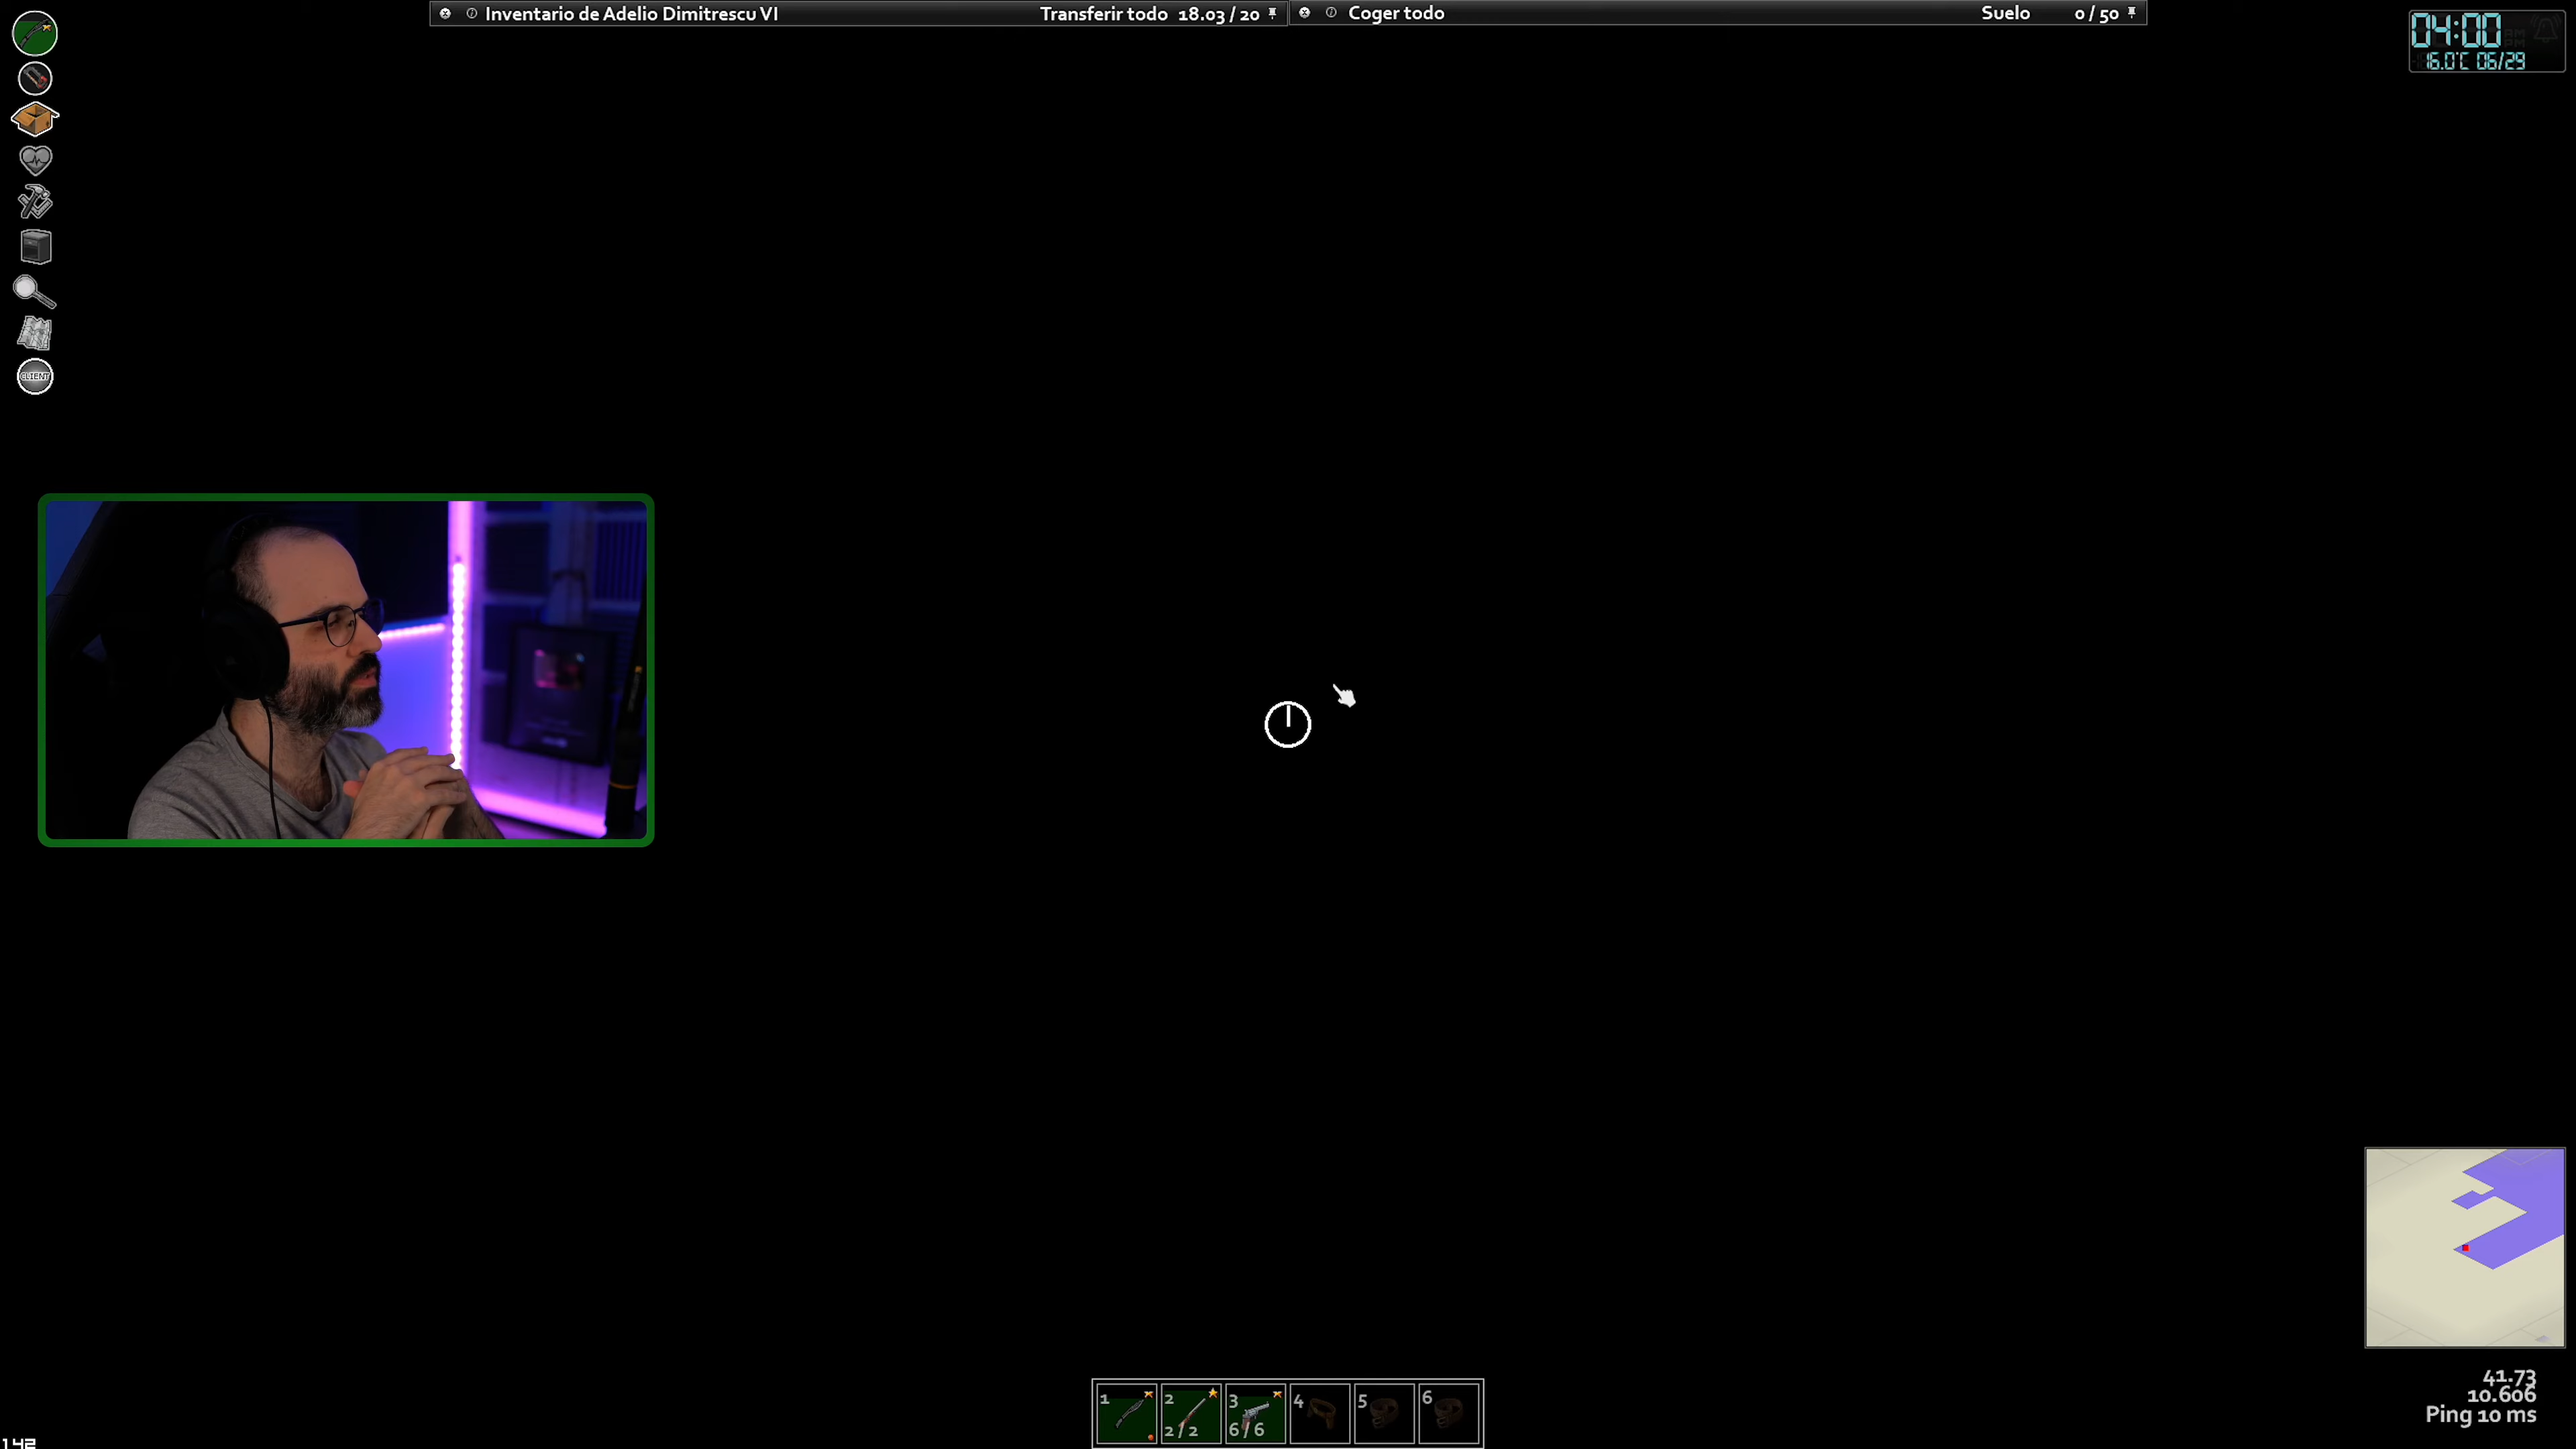 Inventario de Adelio Dimitrescu VI
Transferir todo 18.03 / 20
Coger todo
Suelo 0 / 50
04:00
16.0°C 06/29
CLIENT
1
2
2 / 2
3
6 / 6
4
5
6
41.73
10.606
Ping 10 ms
142